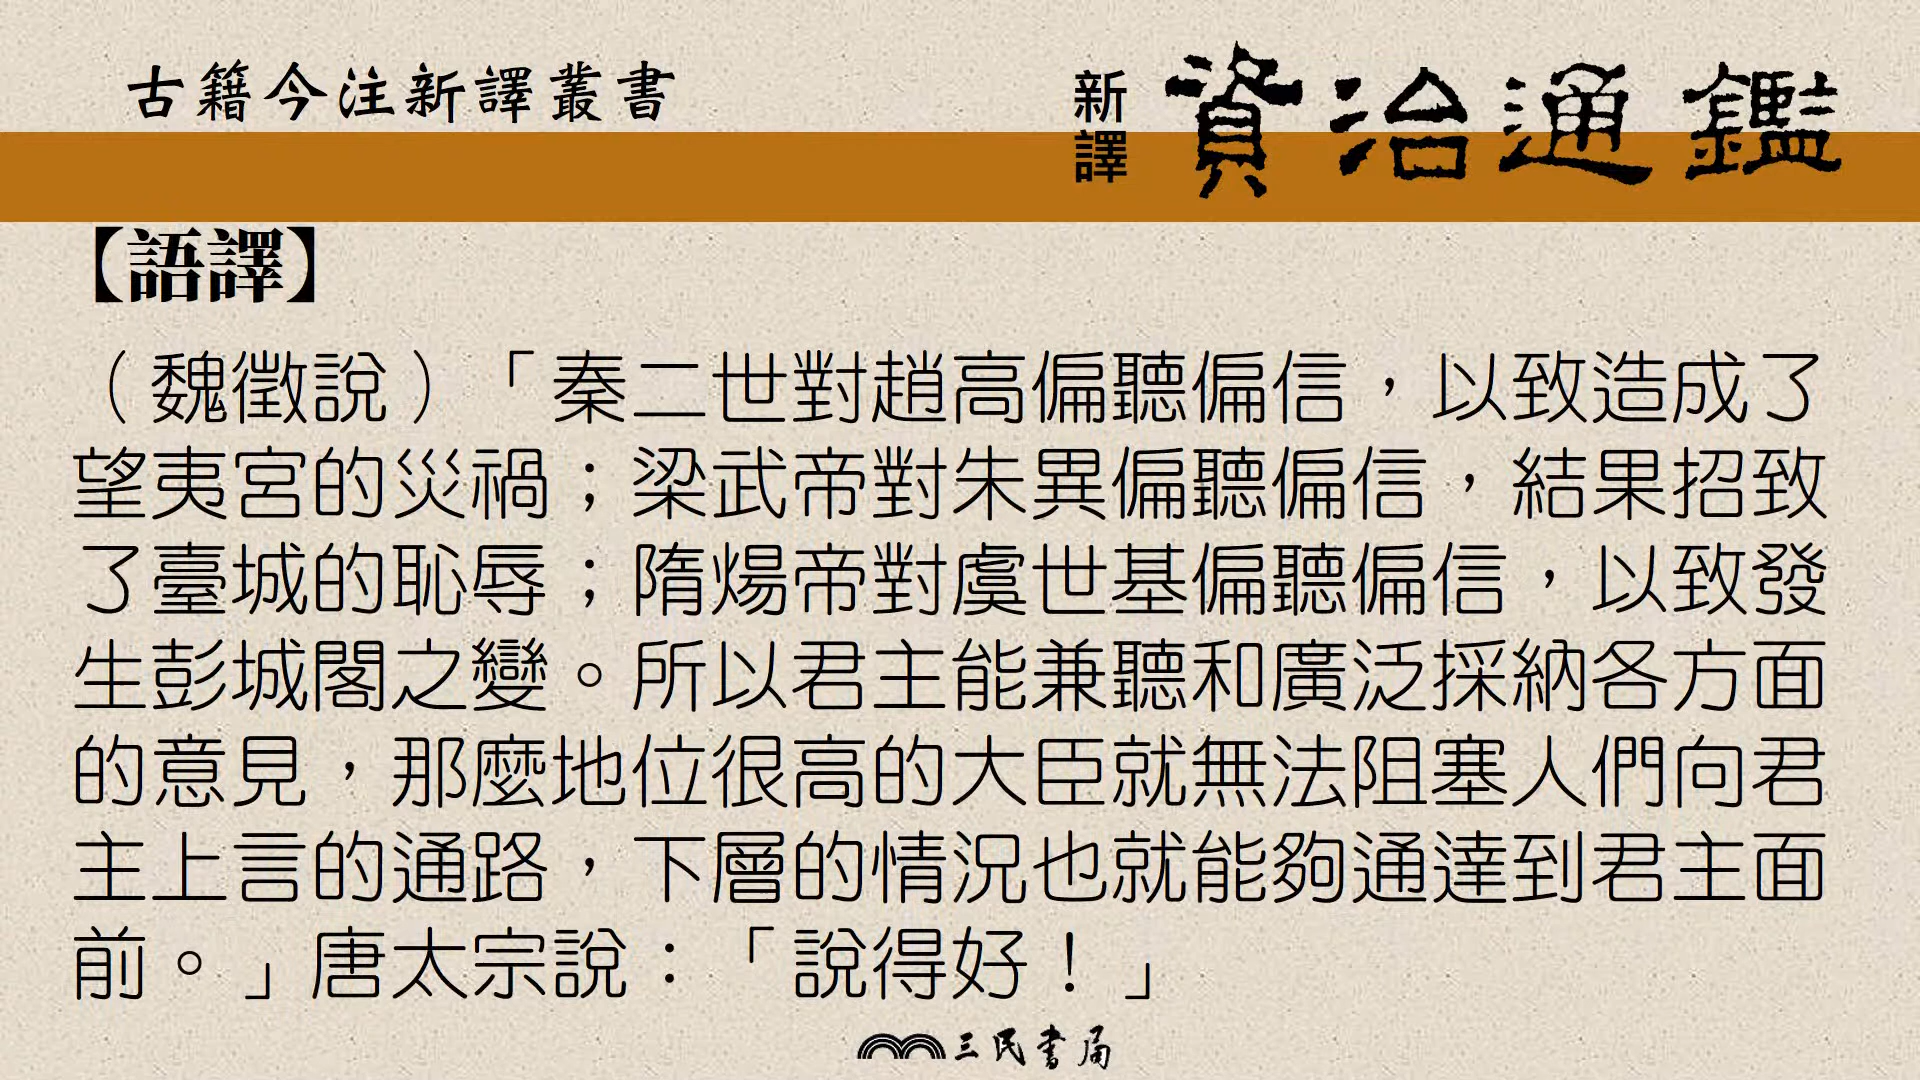 古籍今注新譯叢書
新譯 資治通鑑
【語譯】
（魏徵說）「秦二世對趙高偏聽偏信，以致造成了
望夷宮的災禍；梁武帝對朱異偏聽偏信，結果招致
了臺城的恥辱；隋煬帝對虞世基偏聽偏信，以致發
生彭城閣之變。所以君主能兼聽和廣泛採納各方面
的意見，那麼地位很高的大臣就無法阻塞人們向君
主上言的通路，下層的情況也就能夠通達到君主面
前。」唐太宗說：「說得好！」
三民書局